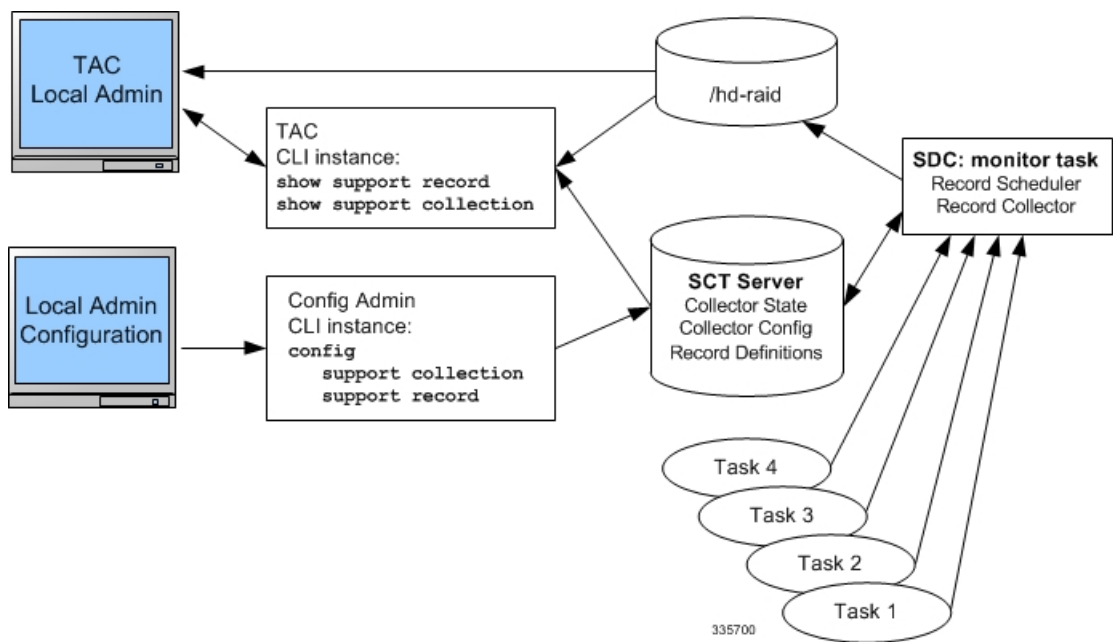 TAC
Local Admin
TAC
CLI instance:
show support record
show support collection
/hd-raid
SDC: monitor task
Record Scheduler
Record Collector
Local Admin
Configuration
Config Admin
CLI instance:
config
support collection
support record
SCT Server
Collector State
Collector Config
Record Definitions
Task 4
Task 3
Task 2
Task 1
335700